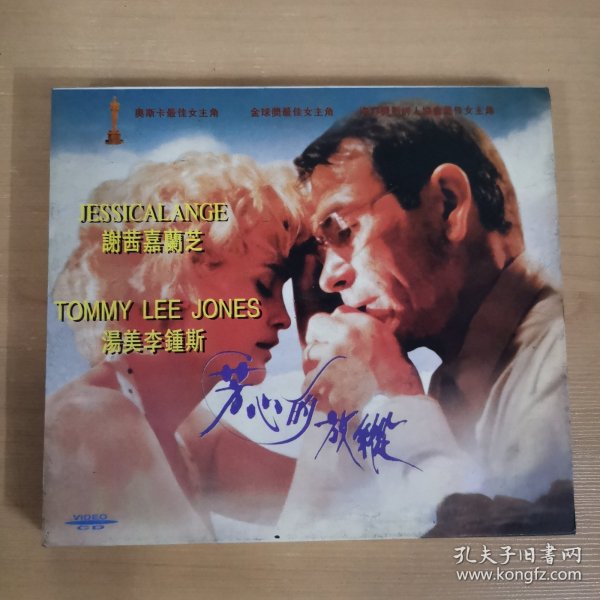 奥斯卡最佳女主角
金球奬最佳女主角
JESSICALANGE
謝茜嘉蘭芝
TOMMY LEE JONES
湯美李鍾斯
芳心的
放縱
VIDEO
CD
孔夫子旧书网
www.kongfz.com